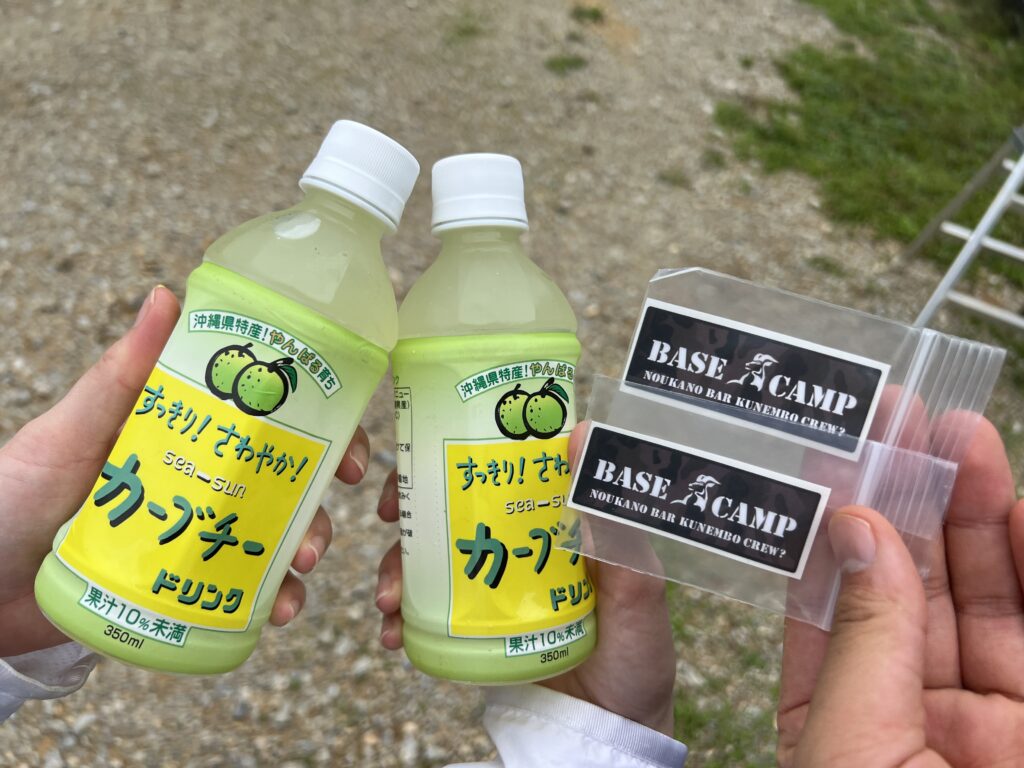 沖縄県特産!やんばる育ち
すっきり!さわやか!
sea-sun
カーブチー
ドリンク
果汁10%未満
350ml
沖縄県特産!やんばる育ち
すっきり!さわ
sea-su
カーブチ
ドリン
果汁10%未満
350ml
BASE CAMP
NOUKANO BAR KUNEMBO CREW?
BASE CAMP
NOUKANO BAR KUNEMBO CREW?